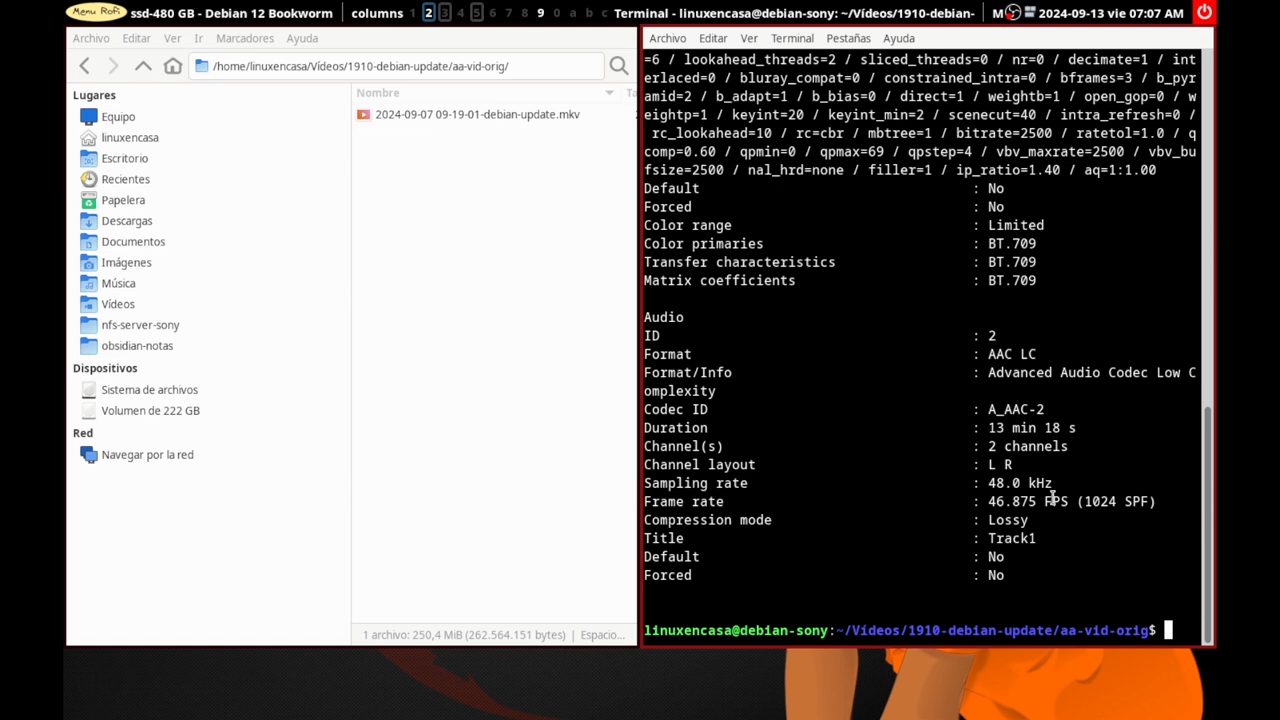 Menu Rofi ssd-480 GB - Debian 12 Bookworm columns 1 2 3 4 5 6 7 8 9 0 a b c Terminal - linuxencasa@debian-sony: ~/Vídeos/1910-debian- M 2024-09-13 vie 07:07 AM
Archivo Editar Ver Ir Marcadores Ayuda
/home/linuxencasa/Vídeos/1910-debian-update/aa-vid-orig/
Lugares
Equipo
linuxencasa
Escritorio
Recientes
Papelera
Descargas
Documentos
Imágenes
Música
Vídeos
nfs-server-sony
obsidian-notas
Dispositivos
Sistema de archivos
Volumen de 222 GB
Red
Navegar por la red
Nombre Ta
2024-09-07 09-19-01-debian-update.mkv
1 archivo: 250,4 MiB (262.564.151 bytes) | Espacio...
Archivo Editar Ver Terminal Pestañas Ayuda
=6 / lookahead_threads=2 / sliced_threads=0 / nr=0 / decimate=1 / int
erlaced=0 / bluray_compat=0 / constrained_intra=0 / bframes=3 / b_pyr
amid=2 / b_adapt=1 / b_bias=0 / direct=1 / weightb=1 / open_gop=0 / w
eightp=1 / keyint=20 / keyint_min=2 / scenecut=40 / intra_refresh=0 /
rc_lookahead=10 / rc=cbr / mbtree=1 / bitrate=2500 / ratetol=1.0 / q
comp=0.60 / qpmin=0 / qpmax=69 / qpstep=4 / vbv_maxrate=2500 / vbv_bu
fsize=2500 / nal_hrd=none / filler=1 / ip_ratio=1.40 / aq=1:1.00
Default : No
Forced : No
Color range : Limited
Color primaries : BT.709
Transfer characteristics : BT.709
Matrix coefficients : BT.709
Audio
ID : 2
Format : AAC LC
Format/Info : Advanced Audio Codec Low C
omplexity
Codec ID : A_AAC-2
Duration : 13 min 18 s
Channel(s) : 2 channels
Channel layout : L R
Sampling rate : 48.0 kHz
Frame rate : 46.875 FPS (1024 SPF)
Compression mode : Lossy
Title : Track1
Default : No
Forced : No
linuxencasa@debian-sony:~/Vídeos/1910-debian-update/aa-vid-orig$